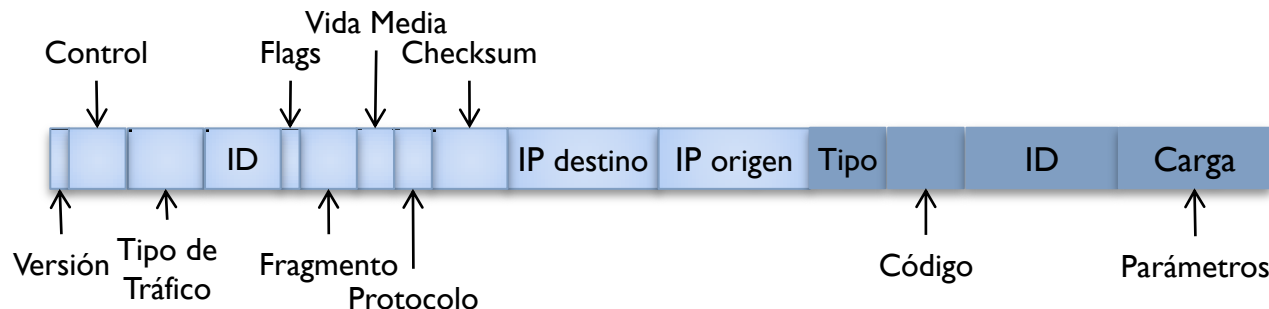 Vida Media
Control
Flags
Checksum
ID
IP destino
IP origen
Tipo
ID
Carga
Versión
Tipo de
Tráfico
Fragmento
Protocolo
Código
Parámetros